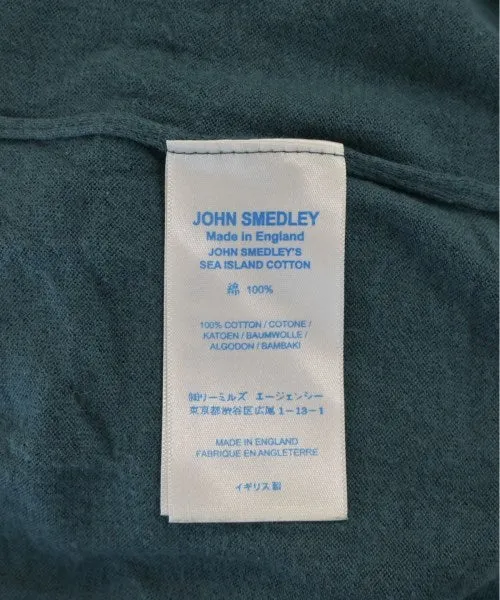 JOHN SMEDLEY
Made in England
JOHN SMEDLEY'S
SEA ISLAND COTTON
綿 100%
100% COTTON / COTONE /
KATOEN / BAUMWOLLE /
ALGODON / BAMBAKI
㈱リーミルズ エージェンシー
東京都渋谷区広尾1-13-1
MADE IN ENGLAND
FABRIQUE EN ANGLETERRE
イギリス製